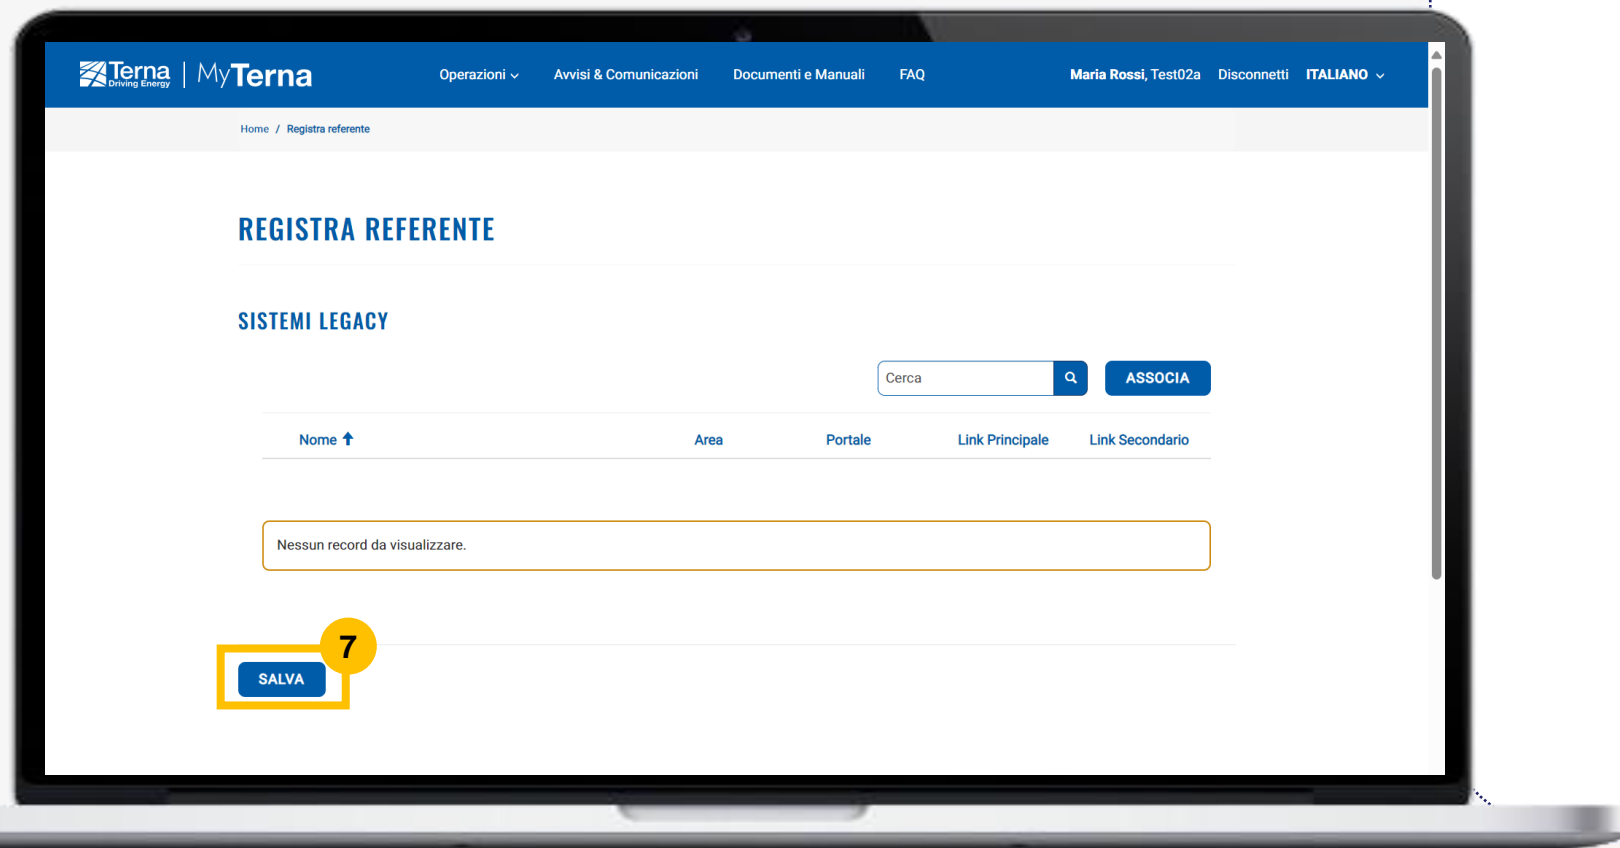 Terna
Driving Energy
MyTerna
Operazioni
Avvisi & Comunicazioni
Documenti e Manuali
FAQ
Maria Rossi, Test02a
Disconnetti
ITALIANO
Home / Registra referente
REGISTRA REFERENTE
SISTEMI LEGACY
Cerca
ASSOCIA
Nome
Area
Portale
Link Principale
Link Secondario
Nessun record da visualizzare.
7
SALVA